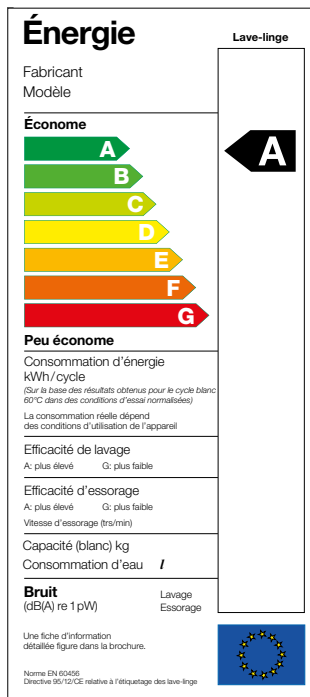 Énergie
Lave-linge
Fabricant
Modèle
Économe
A
A
B
C
D
E
F
G
Peu économe
Consommation d'énergie
kWh/cycle
(Sur la base des résultats obtenus pour le cycle blanc
60°C dans des conditions d'essai normalisées)
La consommation réelle dépend
des conditions d'utilisation de l'appareil
Efficacité de lavage
A: plus élevé G: plus faible
Efficacité d'essorage
A: plus élevé G: plus faible
Vitesse d'essorage (trs/min)
Capacité (blanc) kg
Consommation d'eau l
Bruit
(dB(A) re 1 pW)
Lavage
Essorage
Une fiche d'information
détaillée figure dans la brochure.
Norme EN 60456
Directive 95/12/CE relative à l'étiquetage des lave-linge